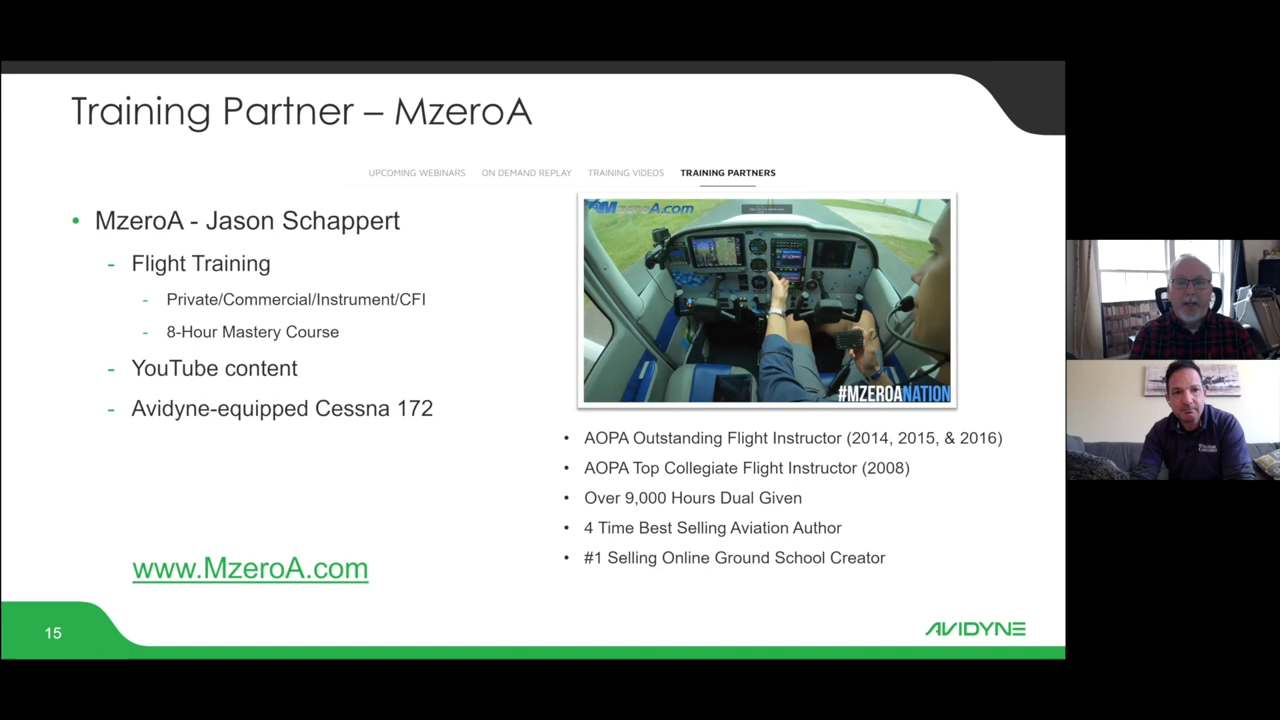 Training Partner – MzeroA
UPCOMING WEBINARS ON DEMAND REPLAY TRAINING VIDEOS TRAINING PARTNERS
• MzeroA - Jason Schappert
- Flight Training
- Private/Commercial/Instrument/CFI
- 8-Hour Mastery Course
- YouTube content
- Avidyne-equipped Cessna 172
www.MzeroA.com
MzeroA.com
#MZEROANATION
• AOPA Outstanding Flight Instructor (2014, 2015, & 2016)
• AOPA Top Collegiate Flight Instructor (2008)
• Over 9,000 Hours Dual Given
• 4 Time Best Selling Aviation Author
• #1 Selling Online Ground School Creator
15
AVIDYNE